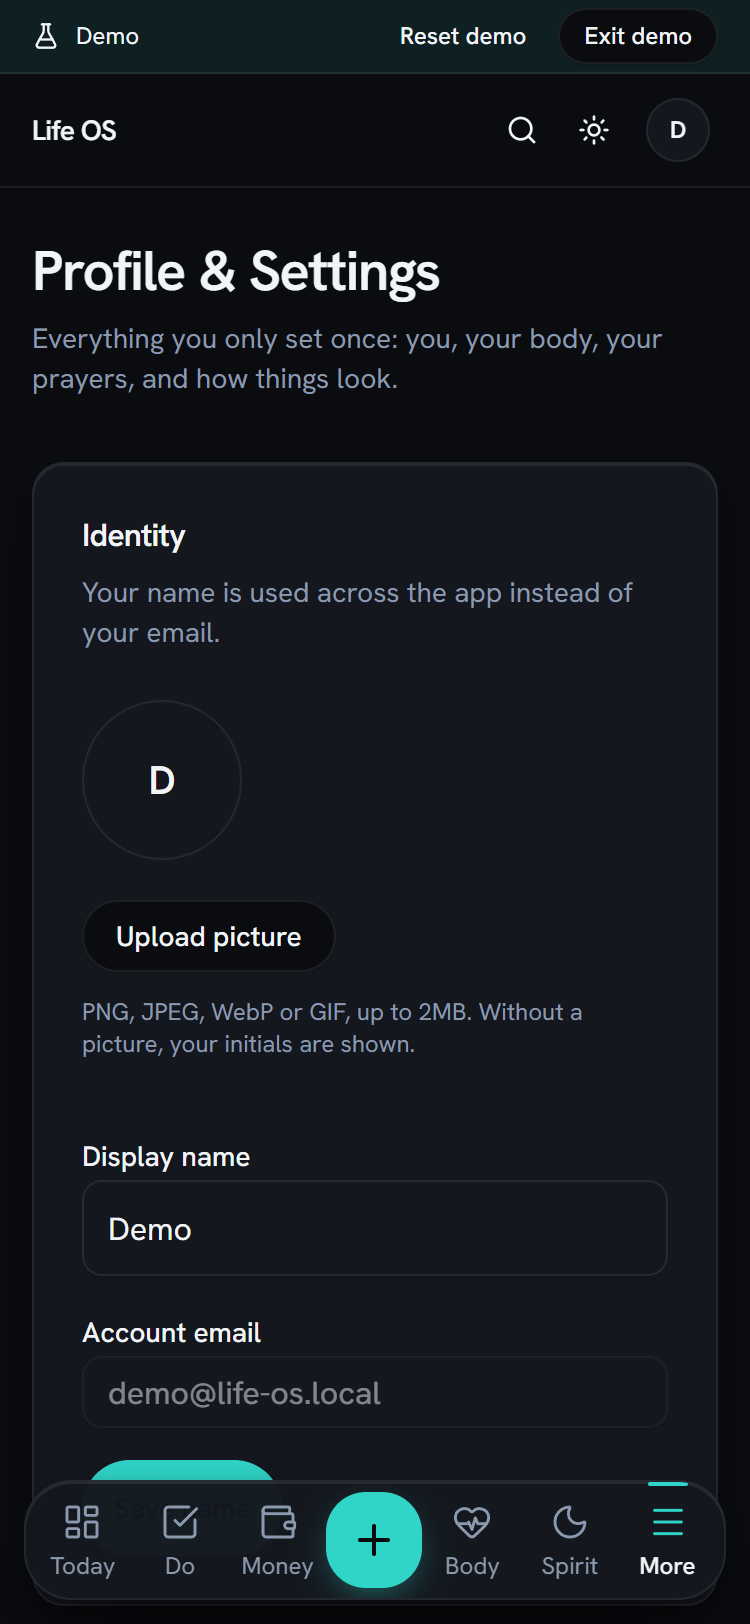 Demo
Reset demo
Exit demo
Life OS
D
Profile & Settings
Everything you only set once: you, your body, your
prayers, and how things look.
Identity
Your name is used across the app instead of
your email.
D
Upload picture
PNG, JPEG, WebP or GIF, up to 2MB. Without a
picture, your initials are shown.
Display name
Demo
Account email
demo@life-os.local
Save name
Today
Do
Money
Body
Spirit
More